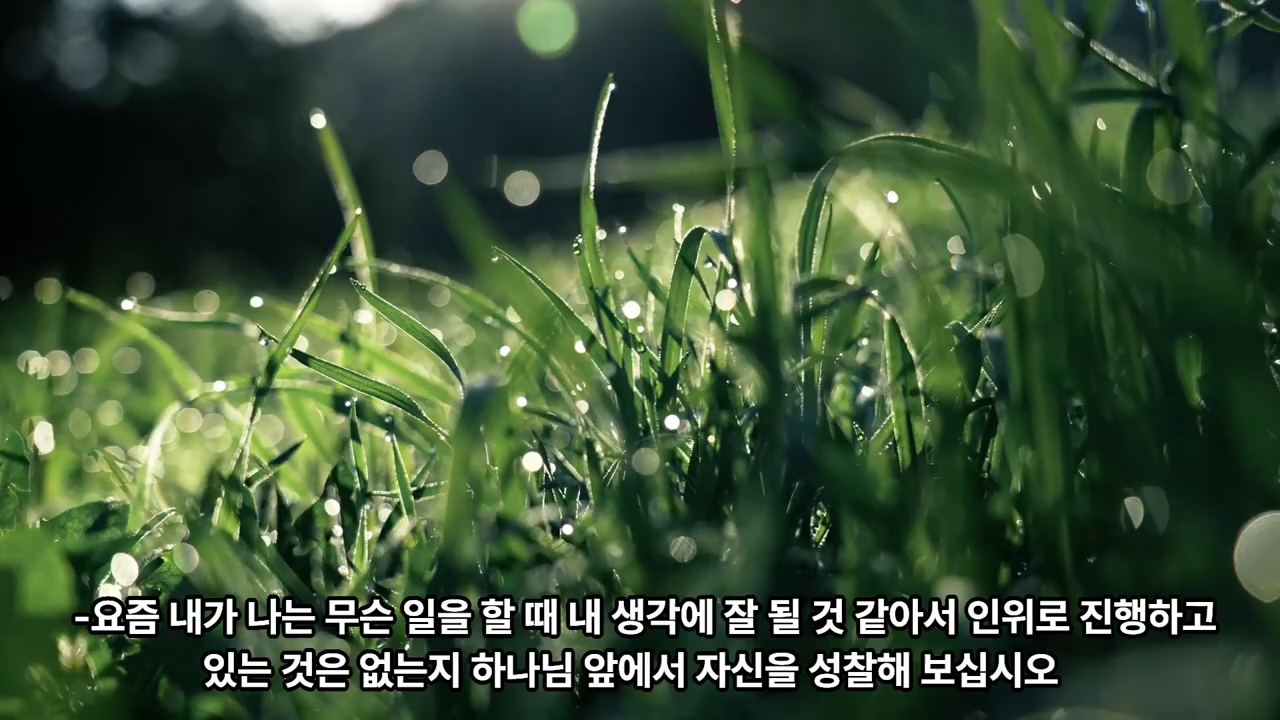 -요즘 내가 나는 무슨 일을 할 때 내 생각에 잘 될 것 같아서 인위로 진행하고
있는 것은 없는지 하나님 앞에서 자신을 성찰해 보십시오